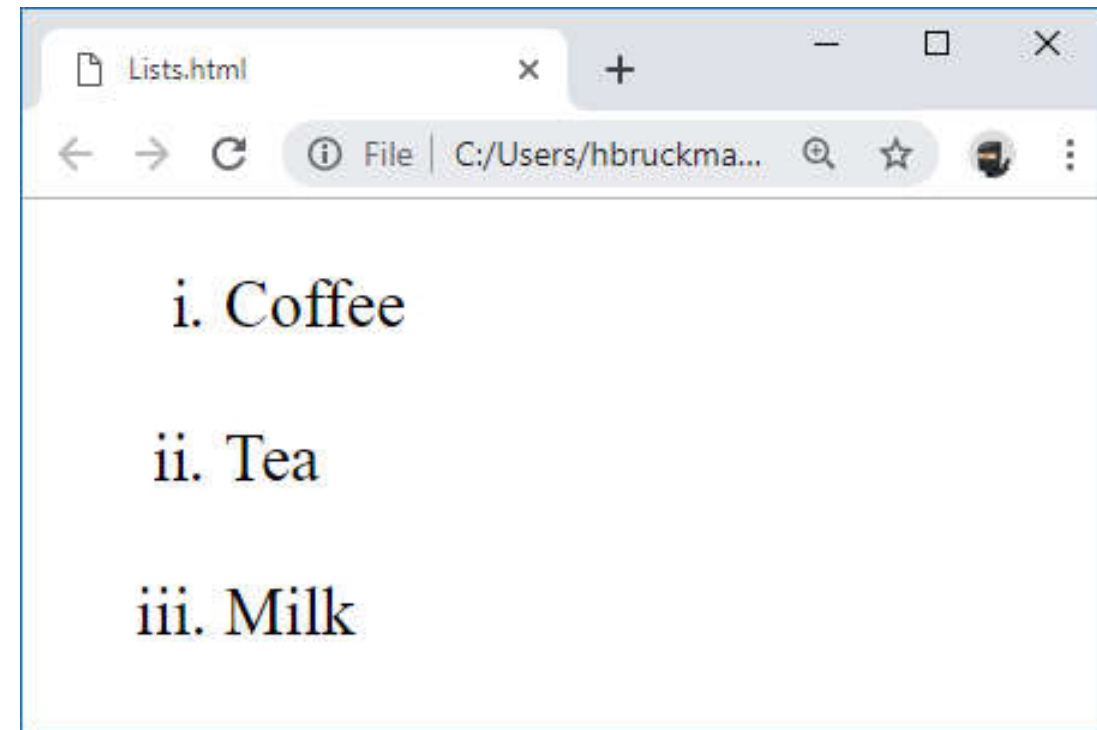 Lists.html
File C:/Users/hbruckma...
i. Coffee
ii. Tea
iii. Milk